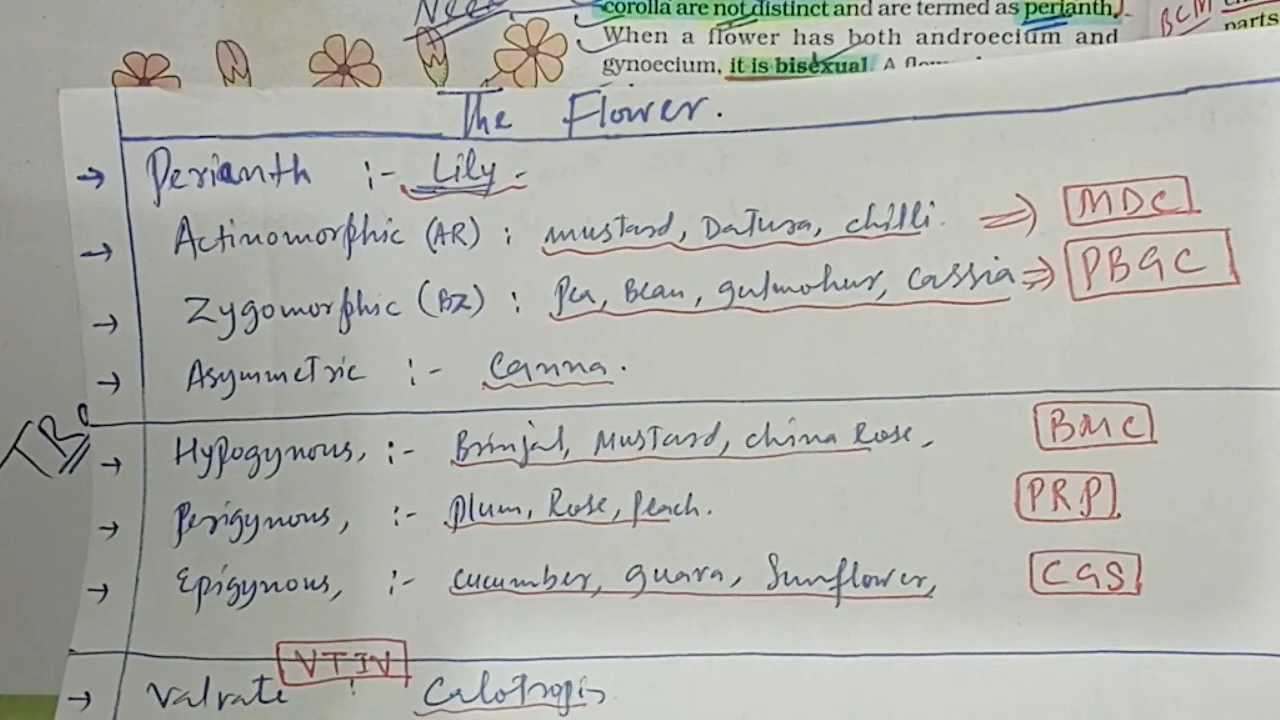 Need
corolla are not distinct and are termed as perianth.
When a flower has both androecium and
gynoecium, it is bisexual. A
BCM
parts
The Flower.
→ Perianth :- Lily.
→ Actinomorphic (AR) : mustard, Datura, chilli. ⇒ MDC
→ Zygomorphic (BZ) : Pea, Bean, gulmohur, Cassia ⇒ PBGC
→ Asymmetric :- Canna.
→ Hypogynous, :- Brinjal, Mustard, china Rose, BMC
→ Perigynous, :- Plum, Rose, Peach. PRP
→ Epigynous, :- cucumber, guava, Sunflower, CGS
VTIV
→ Valvate : Calotropis